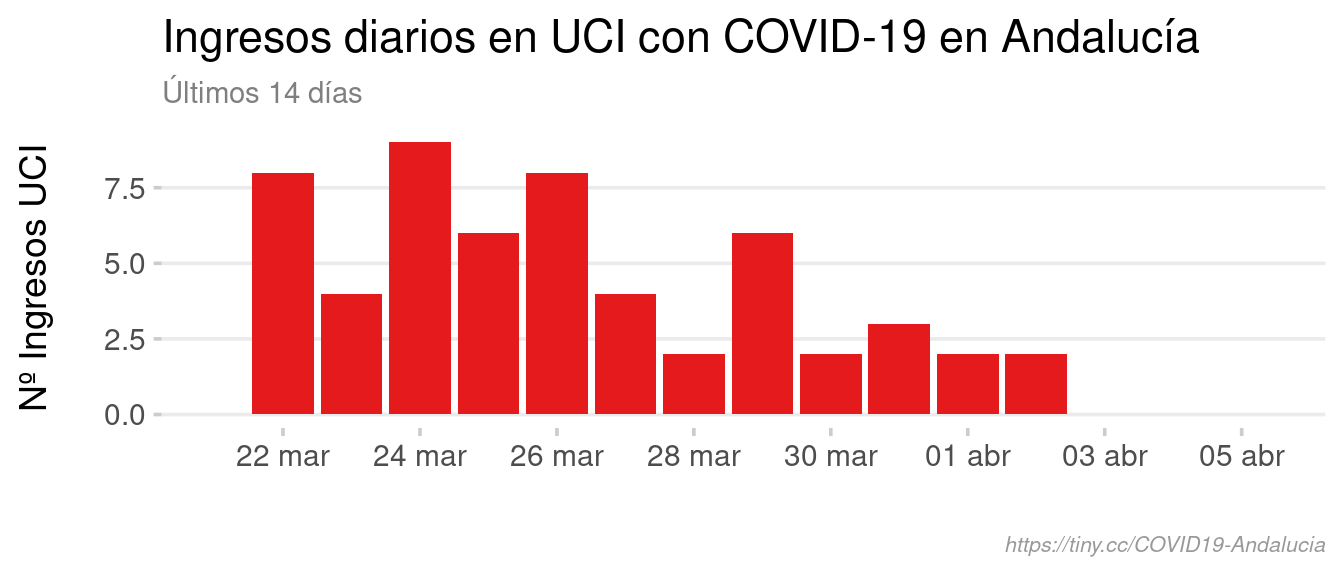 Ingresos diarios en UCI con COVID-19 en Andalucía
Últimos 14 días
Nº Ingresos UCI
7.5
5.0
2.5
0.0
22 mar 24 mar 26 mar 28 mar 30 mar 01 abr 03 abr 05 abr
https://tiny.cc/COVID19-Andalucia